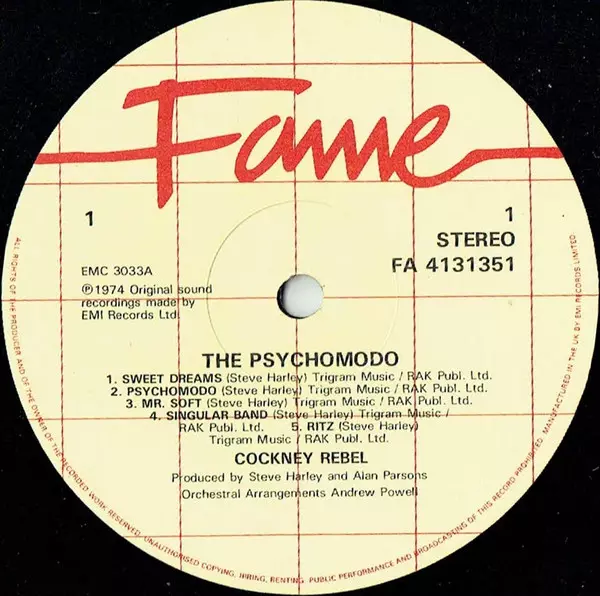 Fame
1
1
STEREO
FA 4131351
EMC 3033A
Ⓟ1974 Original sound
recordings made by
EMI Records Ltd.
THE PSYCHOMODO
1. SWEET DREAMS (Steve Harley) Trigram Music / RAK Publ. Ltd.
2. PSYCHOMODO (Steve Harley) Trigram Music / RAK Publ. Ltd.
3. MR. SOFT (Steve Harley) Trigram Music / RAK Publ. Ltd.
4. SINGULAR BAND (Steve Harley) Trigram Music /
RAK Publ. Ltd. 5. RITZ (Steve Harley)
Trigram Music / RAK Publ. Ltd.
COCKNEY REBEL
Produced by Steve Harley and Alan Parsons
Orchestral Arrangements Andrew Powell
ALL RIGHTS OF THE PRODUCER AND OF THE OWNER OF THE RECORDED WORK RESERVED. UNAUTHORISED COPYING, HIRING, RENTING, PUBLIC PERFORMANCE AND BROADCASTING OF THIS RECORD PROHIBITED. MANUFACTURED IN THE UK BY EMI RECORDS LIMITED